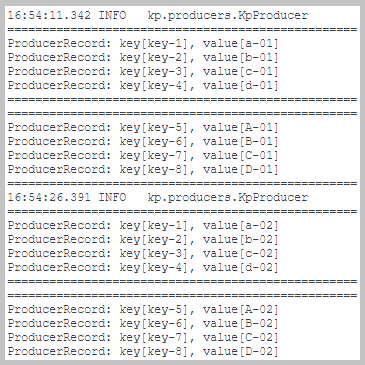 16:54:11.342 INFO   kp.producers.KpProducer
==================================================
ProducerRecord: key[key-1], value[a-01]
ProducerRecord: key[key-2], value[b-01]
ProducerRecord: key[key-3], value[c-01]
ProducerRecord: key[key-4], value[d-01]
==================================================
==================================================
ProducerRecord: key[key-5], value[A-01]
ProducerRecord: key[key-6], value[B-01]
ProducerRecord: key[key-7], value[C-01]
ProducerRecord: key[key-8], value[D-01]
==================================================
16:54:26.391 INFO   kp.producers.KpProducer
==================================================
ProducerRecord: key[key-1], value[a-02]
ProducerRecord: key[key-2], value[b-02]
ProducerRecord: key[key-3], value[c-02]
ProducerRecord: key[key-4], value[d-02]
==================================================
==================================================
ProducerRecord: key[key-5], value[A-02]
ProducerRecord: key[key-6], value[B-02]
ProducerRecord: key[key-7], value[C-02]
ProducerRecord: key[key-8], value[D-02]